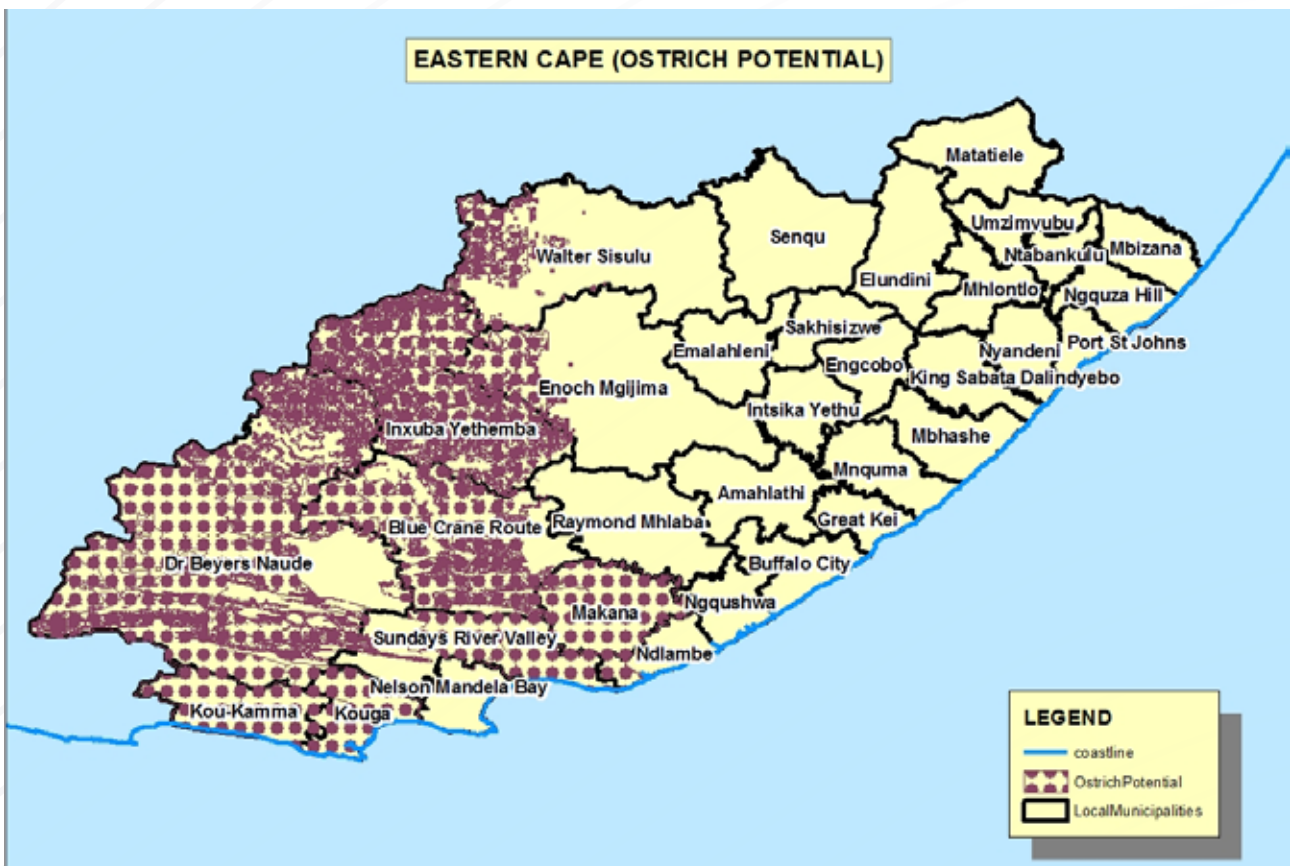 EASTERN CAPE (OSTRICH POTENTIAL)
Matatiele
Umzimvubu
Senqu
Mbizana
Ntabankulu
Walter Sisulu
Elundini
Mhlontlo
Ngquza Hill
Sakhisizwe
Port St Johns
Emalahleni
Nyandeni
Engcobo
King Sabata Dalindyebo
Enoch Mgijima
Intsika Yethu
Inxuba Yethemba
Mbhashe
Mnquma
Amahlathi
Great Kei
Raymond Mhlaba
Blue Crane Route
Dr Beyers Naude
Buffalo City
Ngqushwa
Makana
Sundays River Valley
Ndlambe
Nelson Mandela Bay
Kou-Kamma
Kouga
LEGEND
coastline
OstrichPotential
LocalMunicipalities